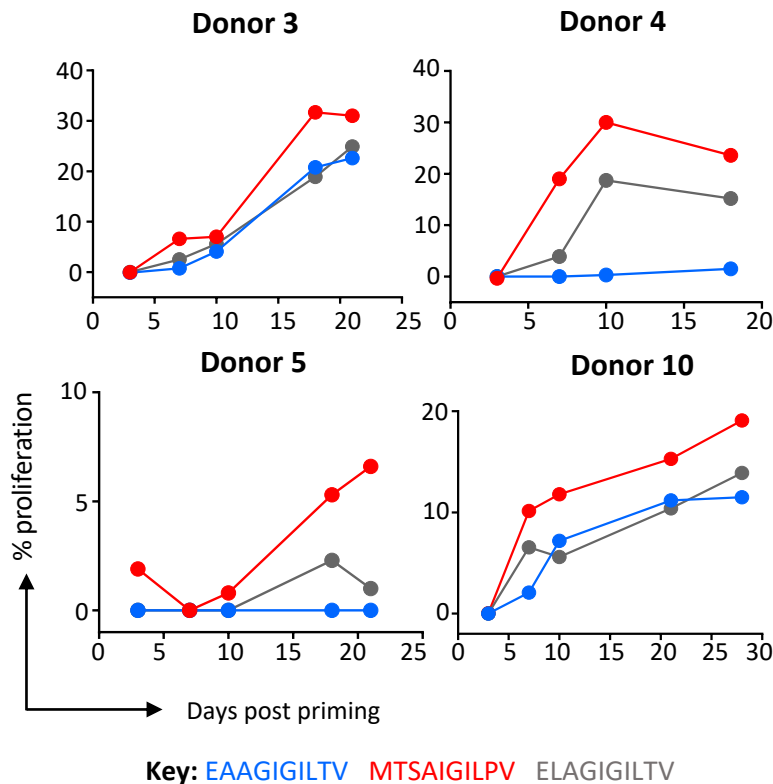 Donor 3
Donor 4
40
30
20
10
0
0 5 10 15 20 25
40
30
20
10
0
0 5 10 15 20
Donor 5
Donor 10
10
5
0
0 5 10 15 20 25
20
10
0
0 5 10 15 20 25 30
% proliferation
Days post priming
Key: EAAGIGILTV MTSAIGILPV ELAGIGILTV